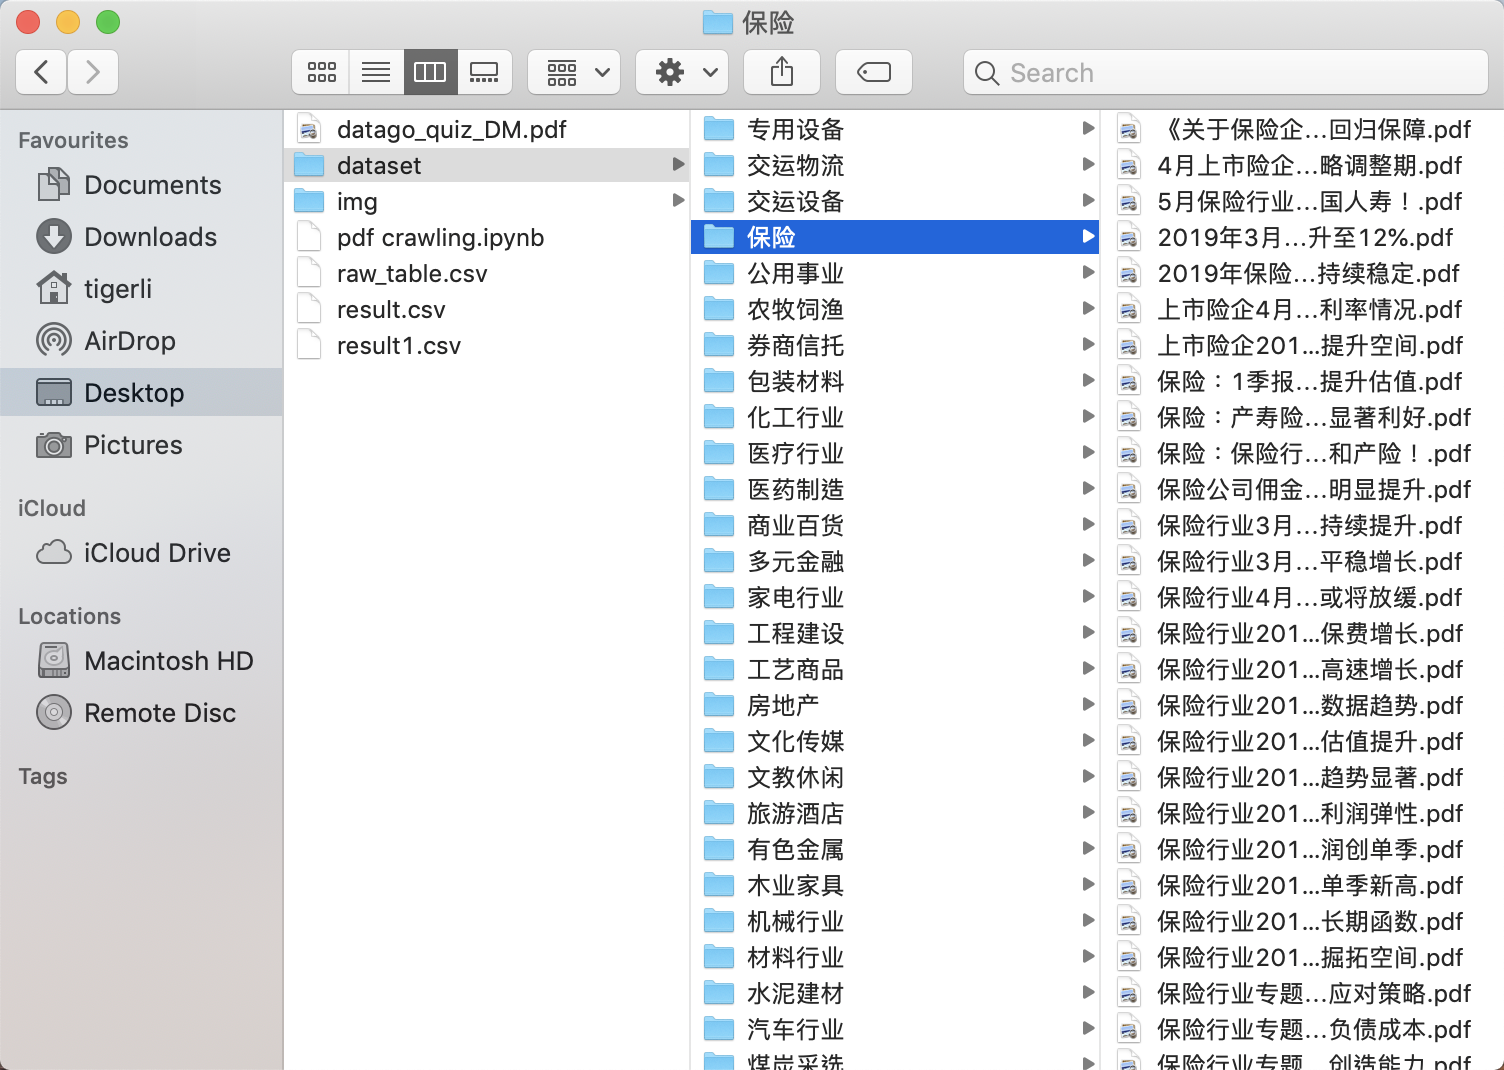 保险
Search
Favourites
Documents
Downloads
tigerli
AirDrop
Desktop
Pictures
iCloud
iCloud Drive
Locations
Macintosh HD
Remote Disc
Tags
datago_quiz_DM.pdf
dataset
img
pdf crawling.ipynb
raw_table.csv
result.csv
result1.csv
专用设备
交运物流
交运设备
保险
公用事业
农牧饲渔
券商信托
包装材料
化工行业
医疗行业
医药制造
商业百货
多元金融
家电行业
工程建设
工艺商品
房地产
文化传媒
文教休闲
旅游酒店
有色金属
木业家具
机械行业
材料行业
水泥建材
汽车行业
煤炭采选
《关于保险企...回归保障.pdf
4月上市险企...略调整期.pdf
5月保险行业...国人寿！.pdf
2019年3月...升至12%.pdf
2019年保险...持续稳定.pdf
上市险企4月...利率情况.pdf
上市险企201...提升空间.pdf
保险：1季报...提升估值.pdf
保险：产寿险...显著利好.pdf
保险：保险行...和产险！.pdf
保险公司佣金...明显提升.pdf
保险行业3月...持续提升.pdf
保险行业3月...平稳增长.pdf
保险行业4月...或将放缓.pdf
保险行业201...保费增长.pdf
保险行业201...高速增长.pdf
保险行业201...数据趋势.pdf
保险行业201...估值提升.pdf
保险行业201...趋势显著.pdf
保险行业201...利润弹性.pdf
保险行业201...润创单季.pdf
保险行业201...单季新高.pdf
保险行业201...长期函数.pdf
保险行业201...掘拓空间.pdf
保险行业专题...应对策略.pdf
保险行业专题...负债成本.pdf
保险行业专题...创造能力.pdf